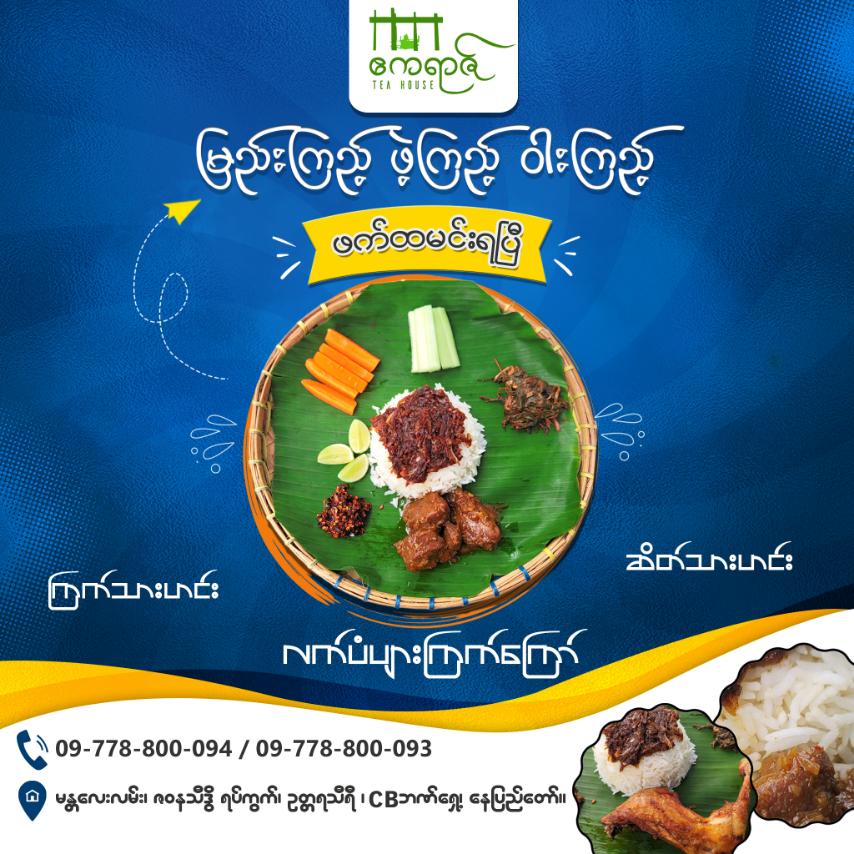 ဧကရာဇ်
TEA HOUSE
မြည်းကြည့် ဖဲ့ကြည့် ဝါးကြည့်
ဖက်ထမင်းရပြီ
ကြက်သားဟင်း
ဆိတ်သားဟင်း
လက်ပံပျားကြက်ကြော်
09-778-800-094 / 09-778-800-093
မန္တလေးလမ်း၊ ဇဝနသီဒ္ဓိ ရပ်ကွက်၊ ဥတ္တရသီရိ ၊ CBဘဏ်ရှေ့၊ နေပြည်တော်။